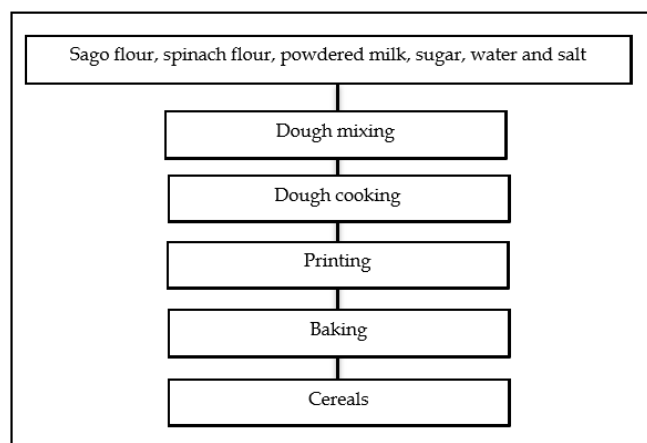 Sago flour, spinach flour, powdered milk, sugar, water and salt
Dough mixing
Dough cooking
Printing
Baking
Cereals